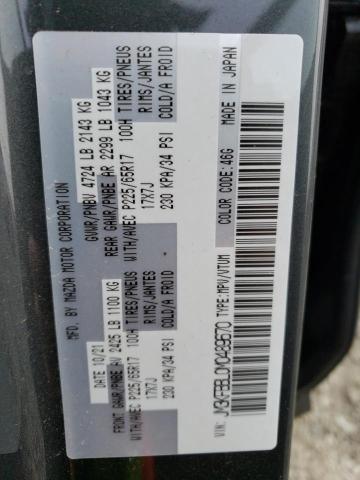 MFD. BY MAZDA MOTOR CORPORATION
10/21 GVWR/PNBV 4724 LB 2143 KG
FRONT GAWR/PNBE AV 2425 LB 1100 KG REAR GAWR/PNBE AR 2299 LB 1043 KG
WITH/AVEC P225/65R17 100H TIRES/PNEUS WITH/AVEC P225/65R17 100H TIRES/PNEUS
17X7J RIMS/JANTES 17X7J RIMS/JANTES
230 KPA/34 PSI COLD/A FROID 230 KPA/34 PSI COLD/A FROID
VIN: TYPE:MPV/VTUM COLOR CODE:46G MADE IN JAPAN